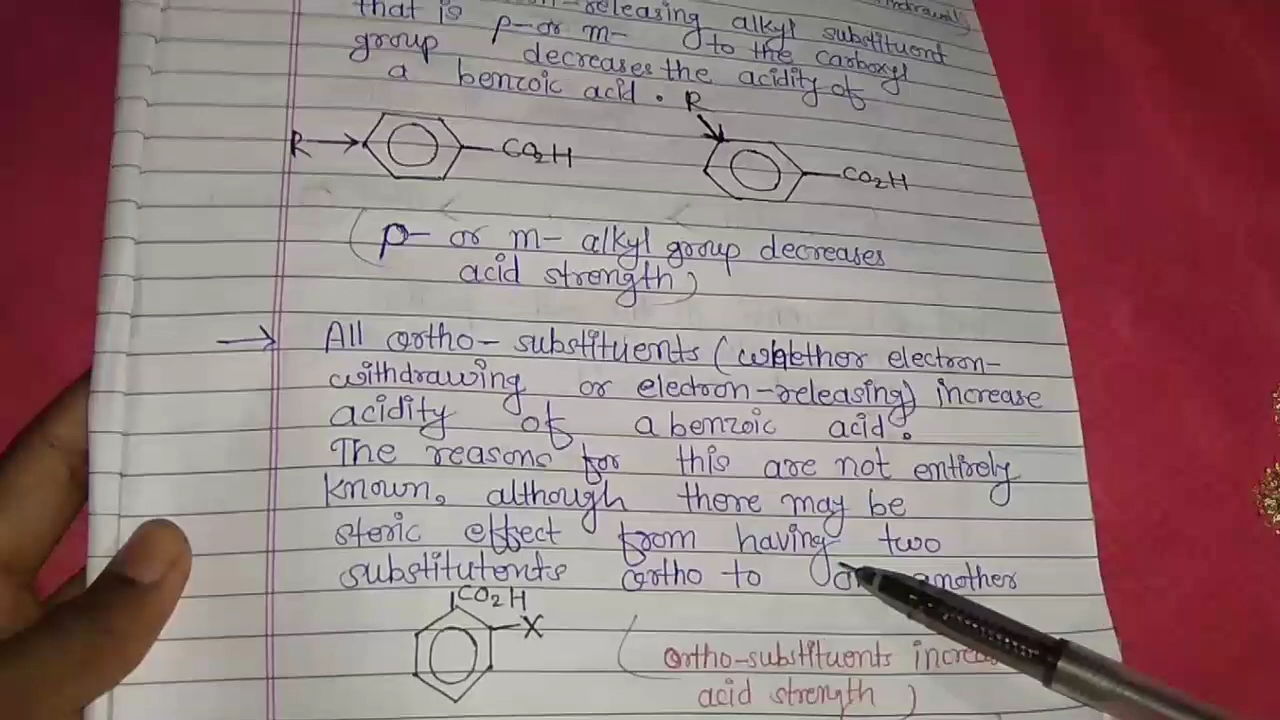 -releasing alkyl substituent
that is p- or m- to the carboxyl
group decreases the acidity of
a benzoic acid.
R CO2H
R CO2H
(p- or m- alkyl group decreases
acid strength)
→ All ortho- substituents (whether electron-
withdrawing or electron-releasing) increase
acidity of a benzoic acid.
The reasons for this are not entirely
known, although there may be
steric effect from having two
substitutents ortho to another
CO2H
X
(ortho-substituents
acid strength)